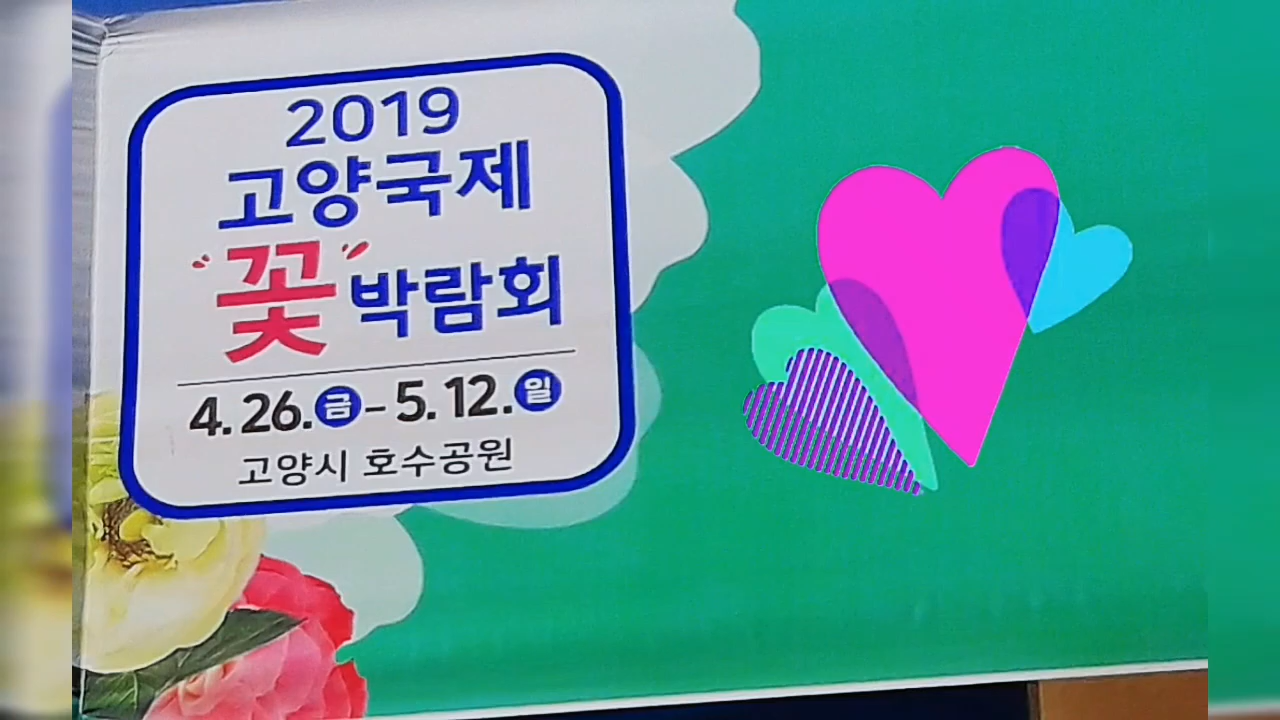 2019
고양국제
"꽃" 박람회
4.26.금-5.12.일
고양시 호수공원